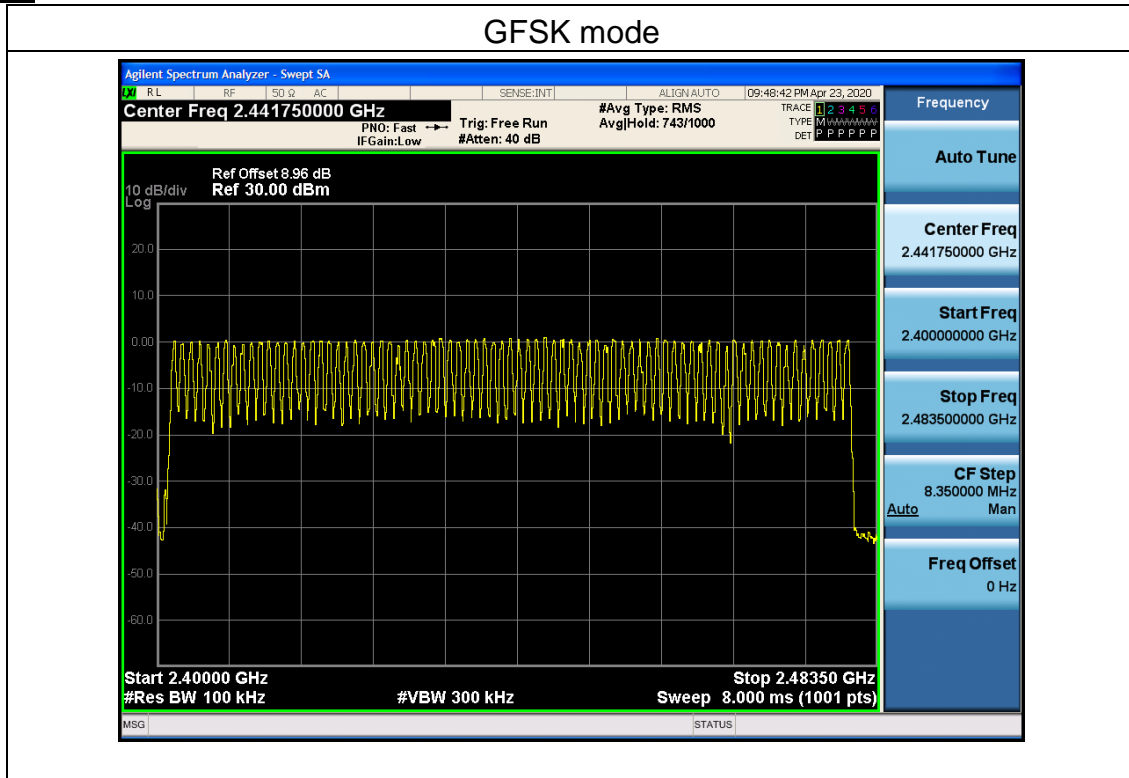 GFSK mode
Agilent Spectrum Analyzer - Swept SA
LXI RL RF 50 Ω AC SENSE:INT ALIGN AUTO 09:48:42 PM Apr 23, 2020
Center Freq 2.441750000 GHz
PNO: Fast
IFGain:Low
Trig: Free Run
#Atten: 40 dB
#Avg Type: RMS
Avg|Hold: 743/1000
TRACE 1 2 3 4 5 6
TYPE M WWWWW
DET P P P P P P
Ref Offset 8.96 dB
10 dB/div Ref 30.00 dBm
Log
20.0
10.0
0.00
-10.0
-20.0
-30.0
-40.0
-50.0
-60.0
Start 2.40000 GHz Stop 2.48350 GHz
#Res BW 100 kHz #VBW 300 kHz Sweep 8.000 ms (1001 pts)
MSG STATUS
Frequency
Auto Tune
Center Freq
2.441750000 GHz
Start Freq
2.400000000 GHz
Stop Freq
2.483500000 GHz
CF Step
8.350000 MHz
Auto Man
Freq Offset
0 Hz